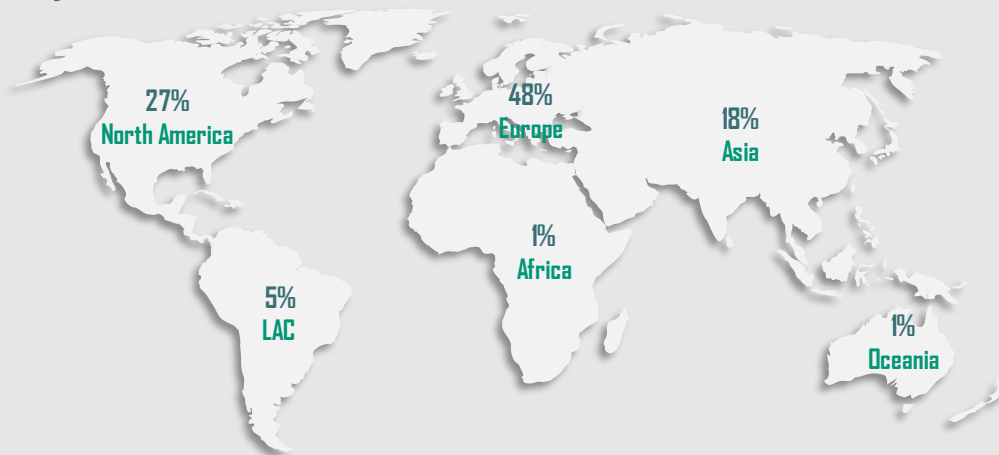 27%
North America
48%
Europe
18%
Asia
1%
Africa
5%
LAC
1%
Oceania